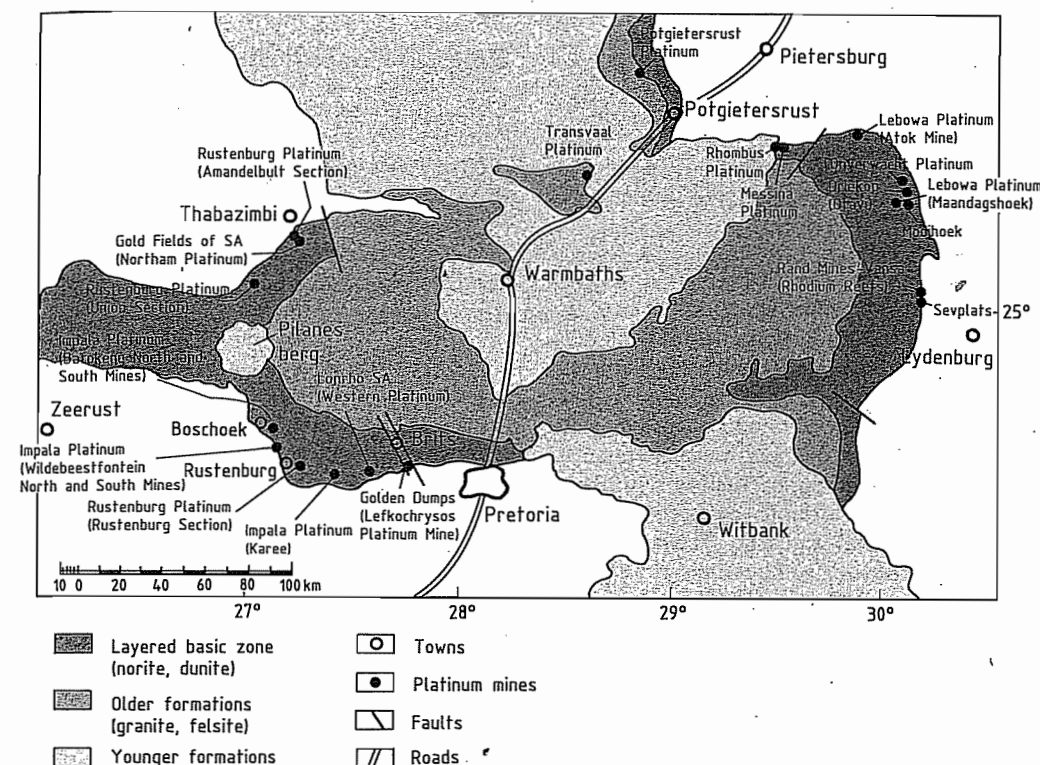 Potgietersrust
Platinum
Pietersburg
Potgietersrust
Lebowa Platinum
(Atok Mine)
Transvaal
Platinum
Rhombus
Platinum
Rustenburg Platinum
(Amandelbult Section)
Platinum
Lebowa Platinum
(Maandagshoek)
Messina
Platinum
Driekop
Thabazimbi
Mooihoek
Gold Fields of SA
(Northam Platinum)
Warmbaths
Rand Mines
(Rhodium Reefs)
Rustenburg Platinum
(Union Section)
Sevplats
25°
Pilanes
berg
Lydenburg
Impala Platinum
(Bafokeng North and
South Mines)
Lonrho SA
(Western Platinum)
Zeerust
Boschoek
Brits
Impala Platinum
(Wildebeestfontein
North and South Mines)
Rustenburg
Rustenburg Platinum
(Rustenburg Section)
Golden Dumps
(Lefkochrysos
Platinum Mine)
Pretoria
Impala Platinum
(Karee)
Witbank
10 0 20 40 60 80 100 km
27° 28° 29° 30°
Layered basic zone
(norite, dunite)
Older formations
(granite, felsite)
Younger formations
Towns
Platinum mines
Faults
Roads